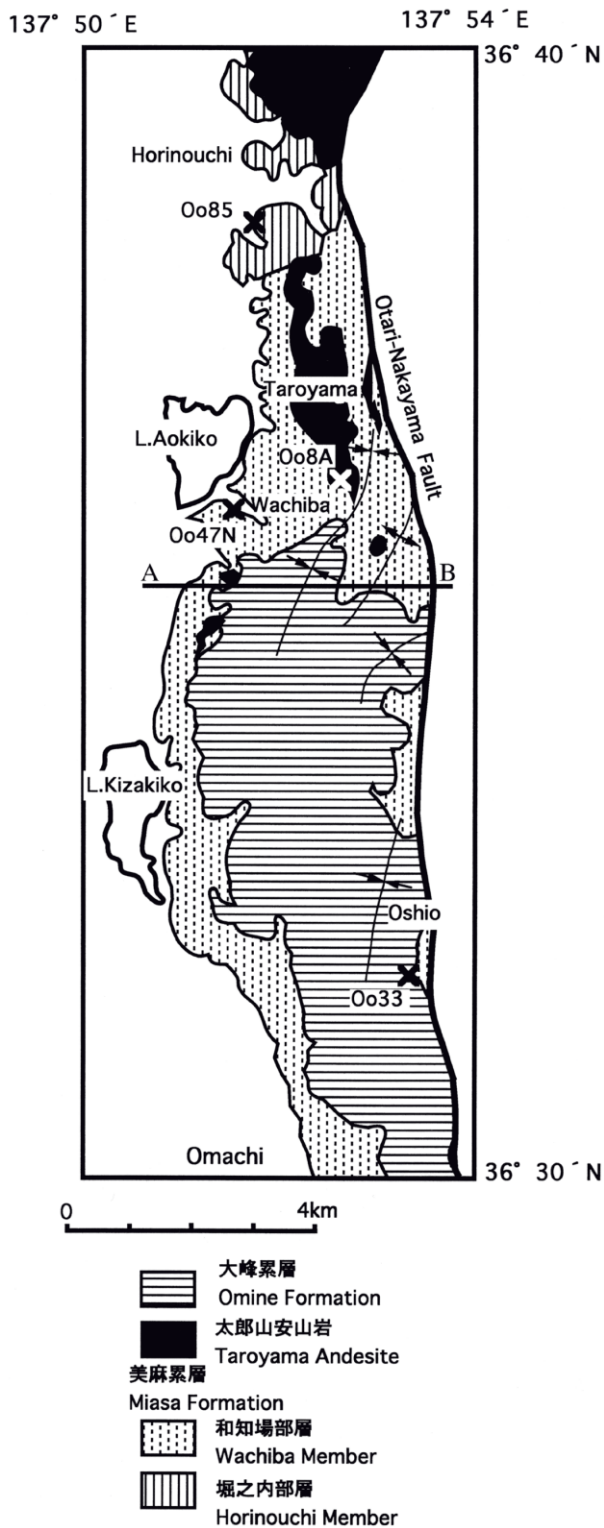 137° 50´E
137° 54´E
36° 40´N
Horinouchi
Oo85
Otari-Nakayama Fault
Taroyama
L.Aokiko
Oo8A
Wachiba
Oo47N
A
B
L.Kizakiko
Oshio
Oo33
Omachi
36° 30´N
0
4km
大峰累層
Omine Formation
太郎山安山岩
Taroyama Andesite
美麻累層
Miasa Formation
和知場部層
Wachiba Member
堀之内部層
Horinouchi Member